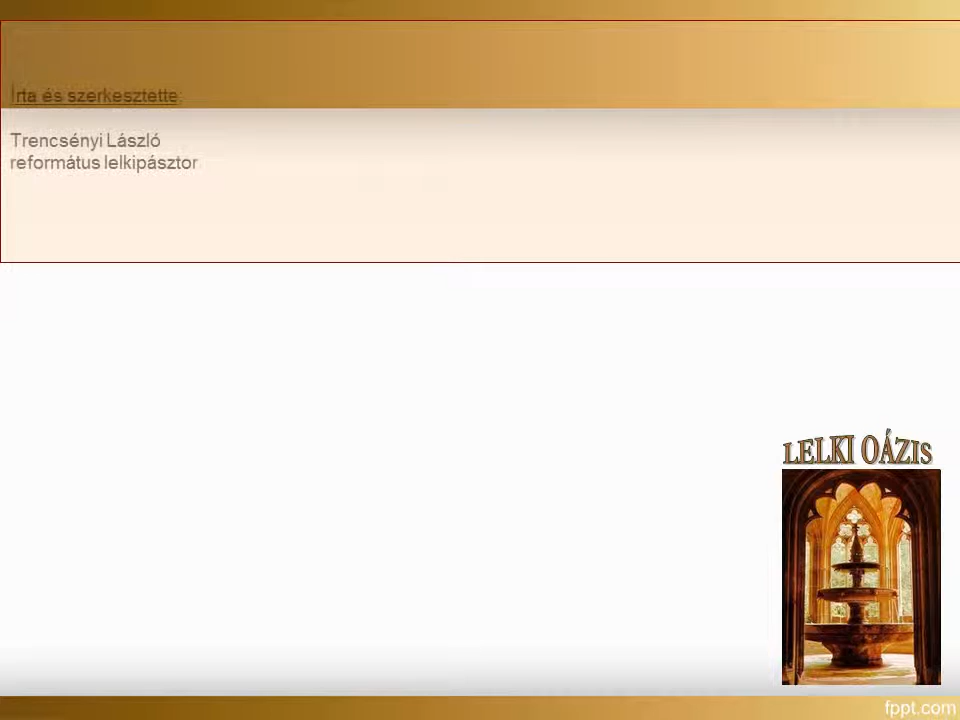 Írta és szerkesztette:
Trencsényi László
református lelkipásztor
LELKI OÁZIS
fppt.com